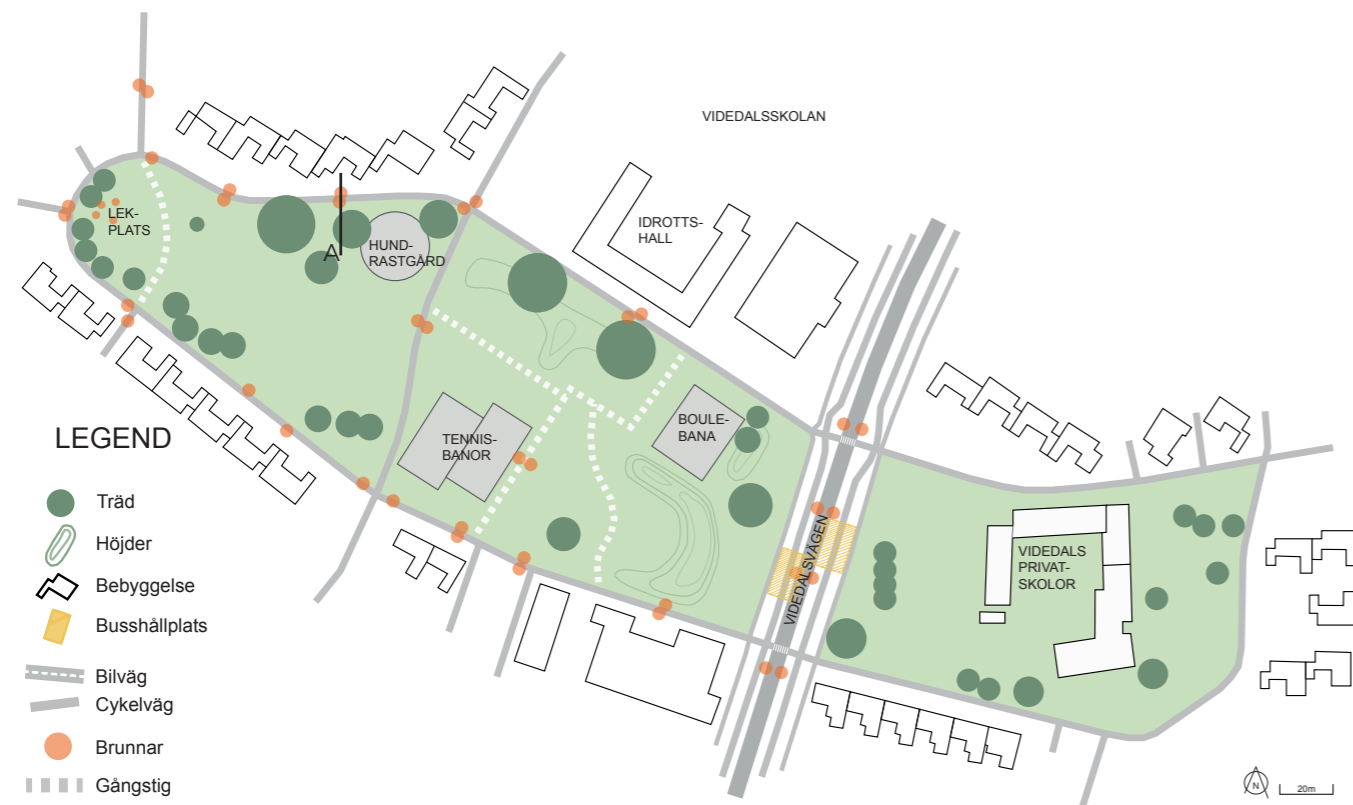 VIDEDALSSKOLAN
IDROTTS-
HALL
LEK-
PLATS
A
HUND-
RASTGÅRD
BOULE-
BANA
TENNIS-
BANOR
VIDEDALSVÄGEN
VIDEDALS
PRIVAT-
SKOLOR
LEGEND
Träd
Höjder
Bebyggelse
Busshållplats
Bilväg
Cykelväg
Brunnar
Gångstig
N
20m